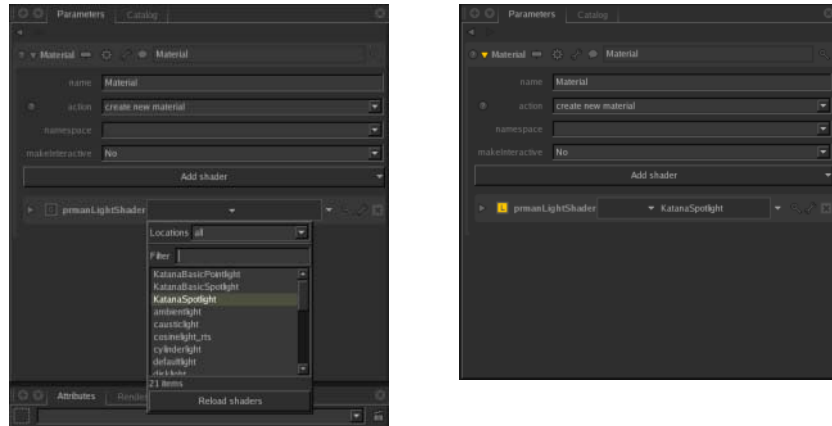 Parameters Catalog
Material Material
name Material
action create new material
namespace
makeInteractive No
Add shader
prmanLightShader
Locations all
Filter
KatanaBasicPointlight
KatanaBasicSpotlight
KatanaSpotlight
ambientlight
causticlight
cosinelight_rts
cylinderlight
defaultlight
disklight
21 items
Reload shaders
Attributes Render
Parameters Catalog
Material Material
name Material
action create new material
namespace
makeInteractive No
Add shader
L prmanLightShader KatanaSpotlight